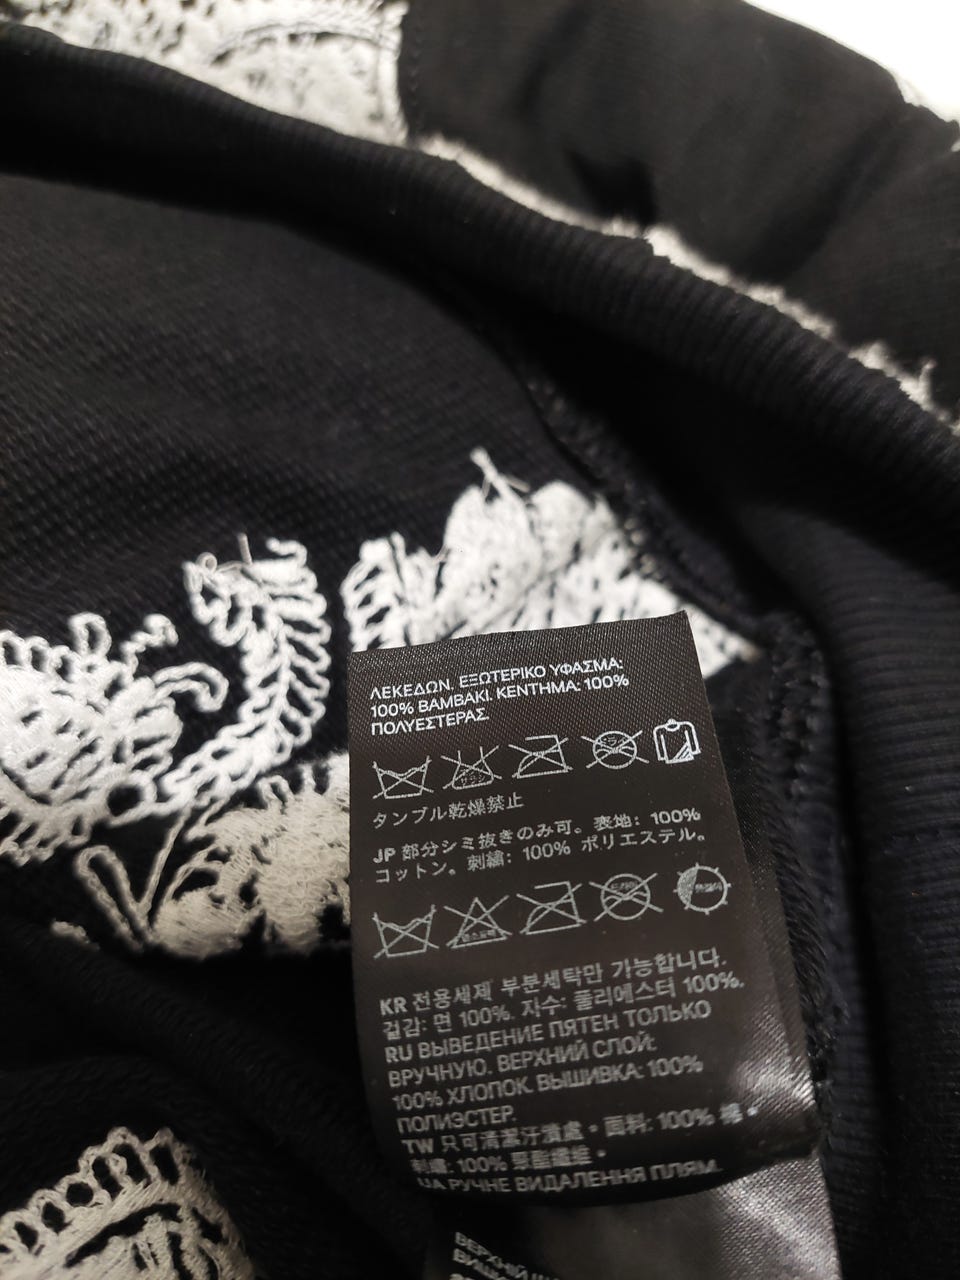 ΛΕΚΕΔΩΝ. ΕΞΩΤΕΡΙΚΟ ΥΦΑΣΜΑ:
100% ΒΑΜΒΑΚΙ. ΚΕΝΤΗΜΑ: 100%
ΠΟΛΥΕΣΤΕΡΑΣ.
タンブル乾燥禁止
JP 部分シミ抜きのみ可。表地: 100%
コットン。刺繍: 100% ポリエステル。
KR 전용세제 부분세탁만 가능합니다.
겉감: 면 100%. 자수: 폴리에스터 100%.
RU ВЫВЕДЕНИЕ ПЯТЕН ТОЛЬКО
ВРУЧНУЮ. ВЕРХНИЙ СЛОЙ:
100% ХЛОПОК. ВЫШИВКА: 100%
ПОЛИЭСТЕР.
TW 只可清潔汙漬處。面料: 100% 棉。
刺繡: 100% 聚酯纖維。
UA РУЧНЕ ВИДАЛЕННЯ ПЛЯМ.
ВЕРХНІЙ